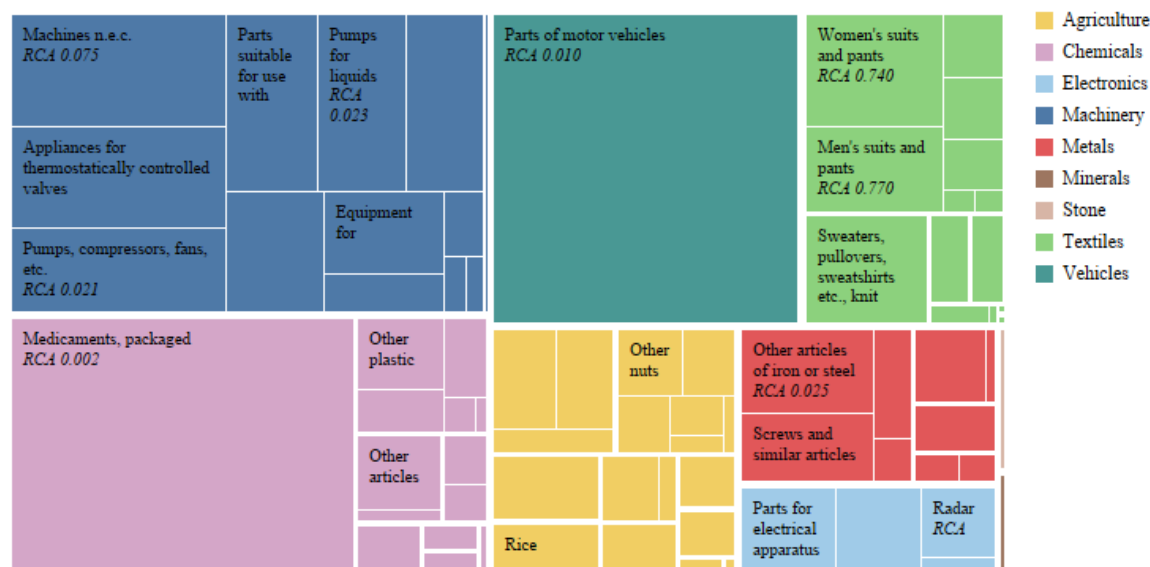 Machines n.e.c.
RCA 0.075
Appliances for
thermostatically controlled
valves
Pumps, compressors, fans,
etc.
RCA 0.021
Parts
suitable
for use
with
Pumps
for
liquids
RCA
0.023
Equipment
for
Parts of motor vehicles
RCA 0.010
Women's suits
and pants
RCA 0.740
Men's suits and
pants
RCA 0.770
Sweaters,
pullovers,
sweatshirts
etc., knit
Medicaments, packaged
RCA 0.002
Other
plastic
Other
articles
Other
nuts
Rice
Other articles
of iron or steel
RCA 0.025
Screws and
similar articles
Parts for
electrical
apparatus
Radar
RCA
Agriculture
Chemicals
Electronics
Machinery
Metals
Minerals
Stone
Textiles
Vehicles